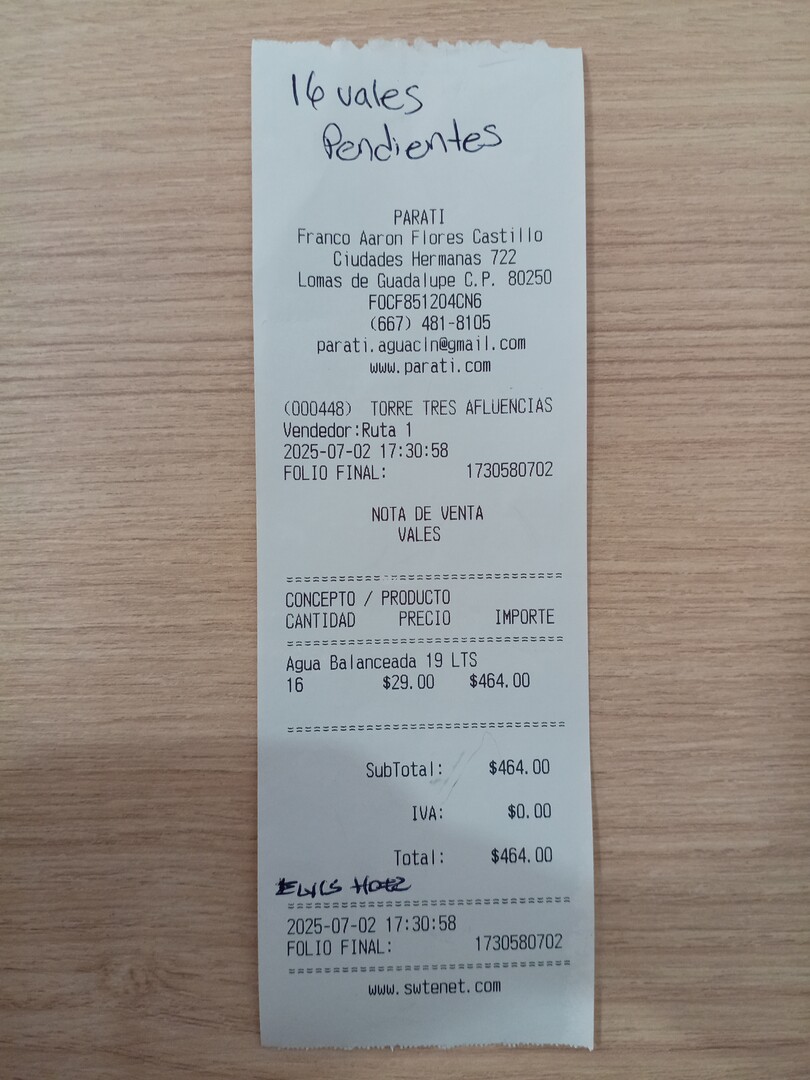 16 vales
Pendientes
PARATI
Franco Aaron Flores Castillo
Ciudades Hermanas 722
Lomas de Guadalupe C.P. 80250
FOCF851204CN6
(667) 481-8105
parati.aguacln@gmail.com
www.parati.com
(000448) TORRE TRES AFLUENCIAS
Vendedor:Ruta 1
2025-07-02 17:30:58
FOLIO FINAL: 1730580702
NOTA DE VENTA
VALES
CONCEPTO / PRODUCTO
CANTIDAD PRECIO IMPORTE
Agua Balanceada 19 LTS
16 $29.00 $464.00
SubTotal: $464.00
IVA: $0.00
Total: $464.00
2025-07-02 17:30:58
FOLIO FINAL: 1730580702
www.swtenet.com